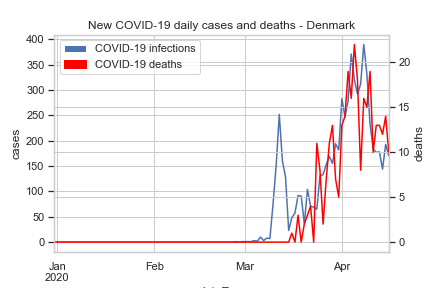 New COVID-19 daily cases and deaths - Denmark
COVID-19 infections
COVID-19 deaths
400
350
300
250
200
150
100
50
0
cases
20
15
10
5
0
deaths
Jan
2020
Feb
Mar
Apr